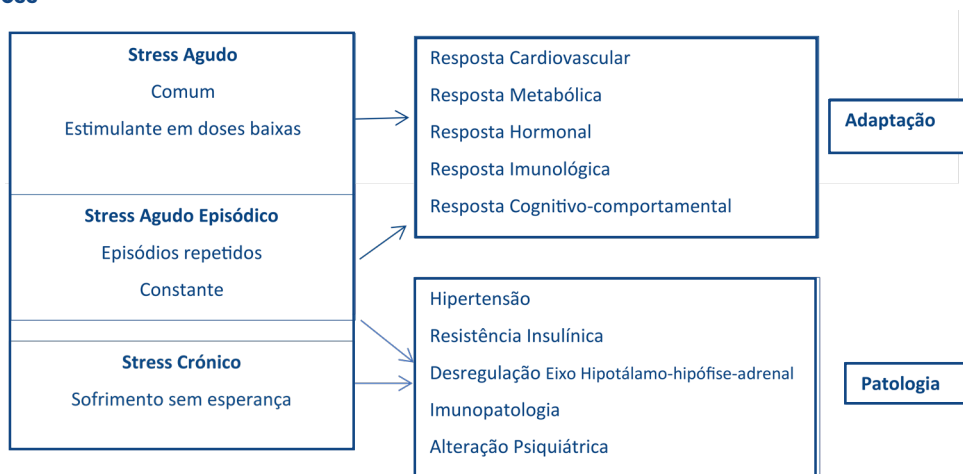 Stress Agudo
Comum
Estimulante em doses baixas
Stress Agudo Episódico
Episódios repetidos
Constante
Stress Crónico
Sofrimento sem esperança
Resposta Cardiovascular
Resposta Metabólica
Resposta Hormonal
Resposta Imunológica
Resposta Cognitivo-comportamental
Adaptação
Hipertensão
Resistência Insulínica
Desregulação Eixo Hipotálamo-hipófise-adrenal
Imunopatologia
Alteração Psiquiátrica
Patologia